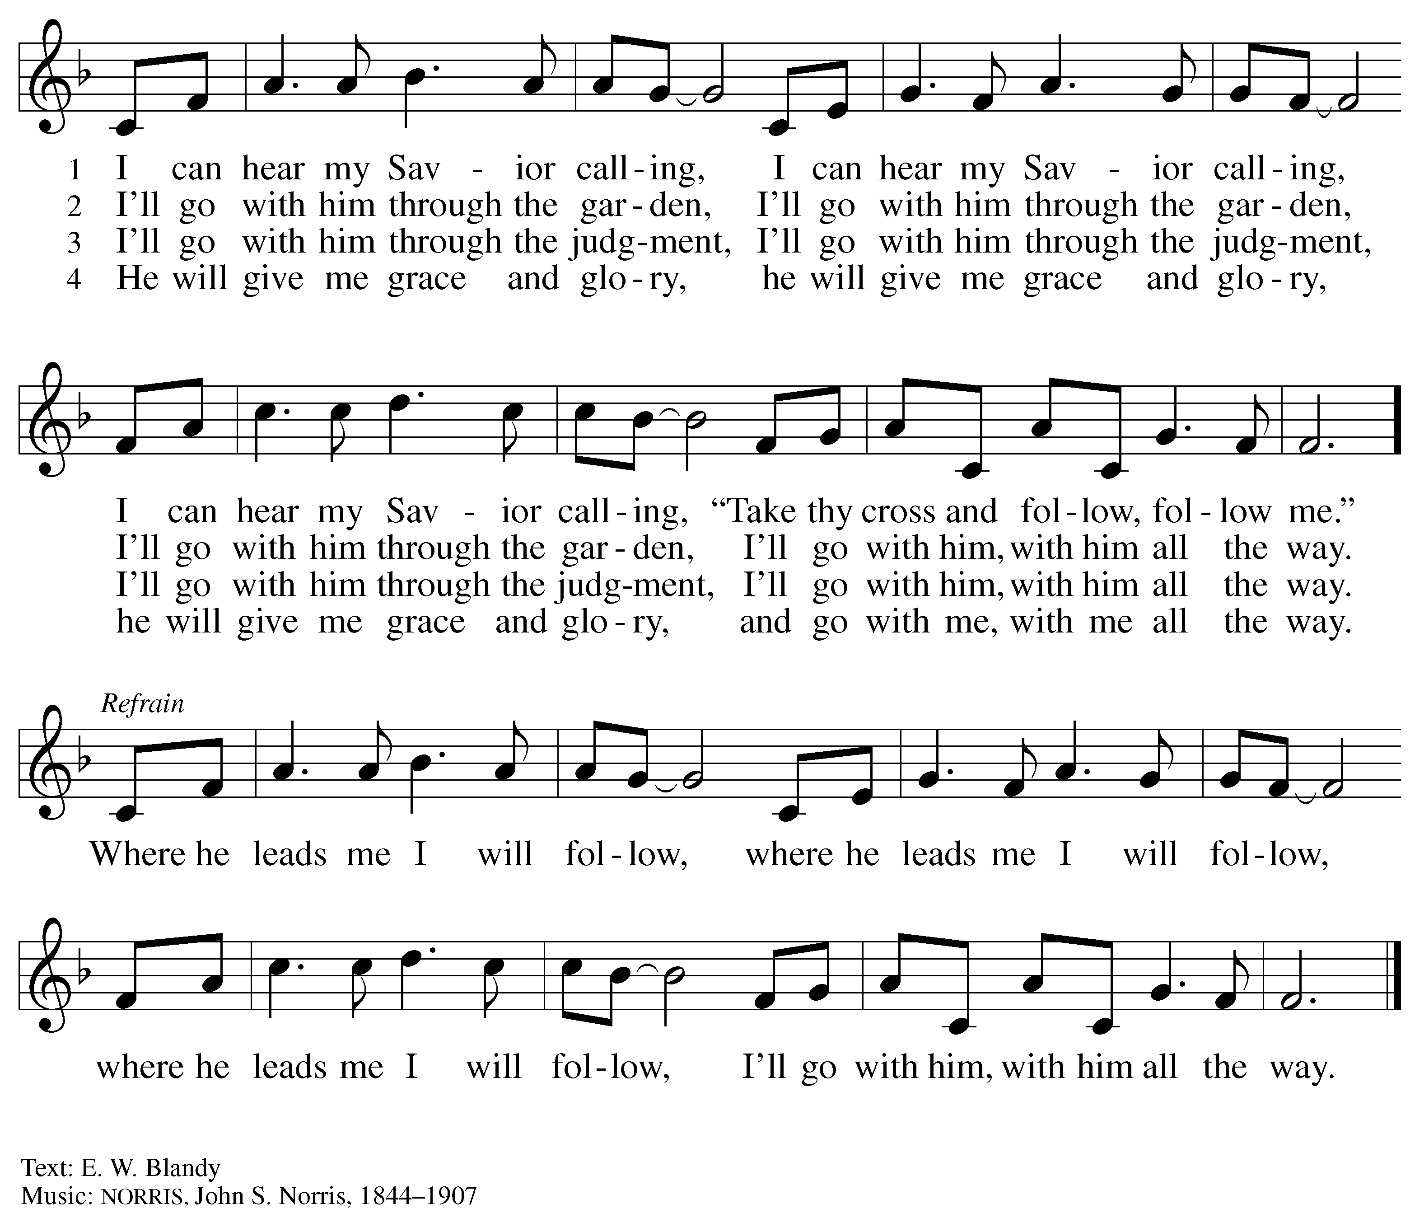 1 I can hear my Sav - ior call - ing, I can hear my Sav - ior call - ing,
2 I'll go with him through the gar - den, I'll go with him through the gar - den,
3 I'll go with him through the judg - ment, I'll go with him through the judg - ment,
4 He will give me grace and glo - ry, he will give me grace and glo - ry,
I can hear my Sav - ior call - ing, “Take thy cross and fol - low, fol - low me.”
I'll go with him through the gar - den, I'll go with him, with him all the way.
I'll go with him through the judg - ment, I'll go with him, with him all the way.
he will give me grace and glo - ry, and go with me, with me all the way.
Refrain
Where he leads me I will fol - low, where he leads me I will fol - low,
where he leads me I will fol - low, I'll go with him, with him all the way.
Text: E. W. Blandy
Music: NORRIS, John S. Norris, 1844–1907